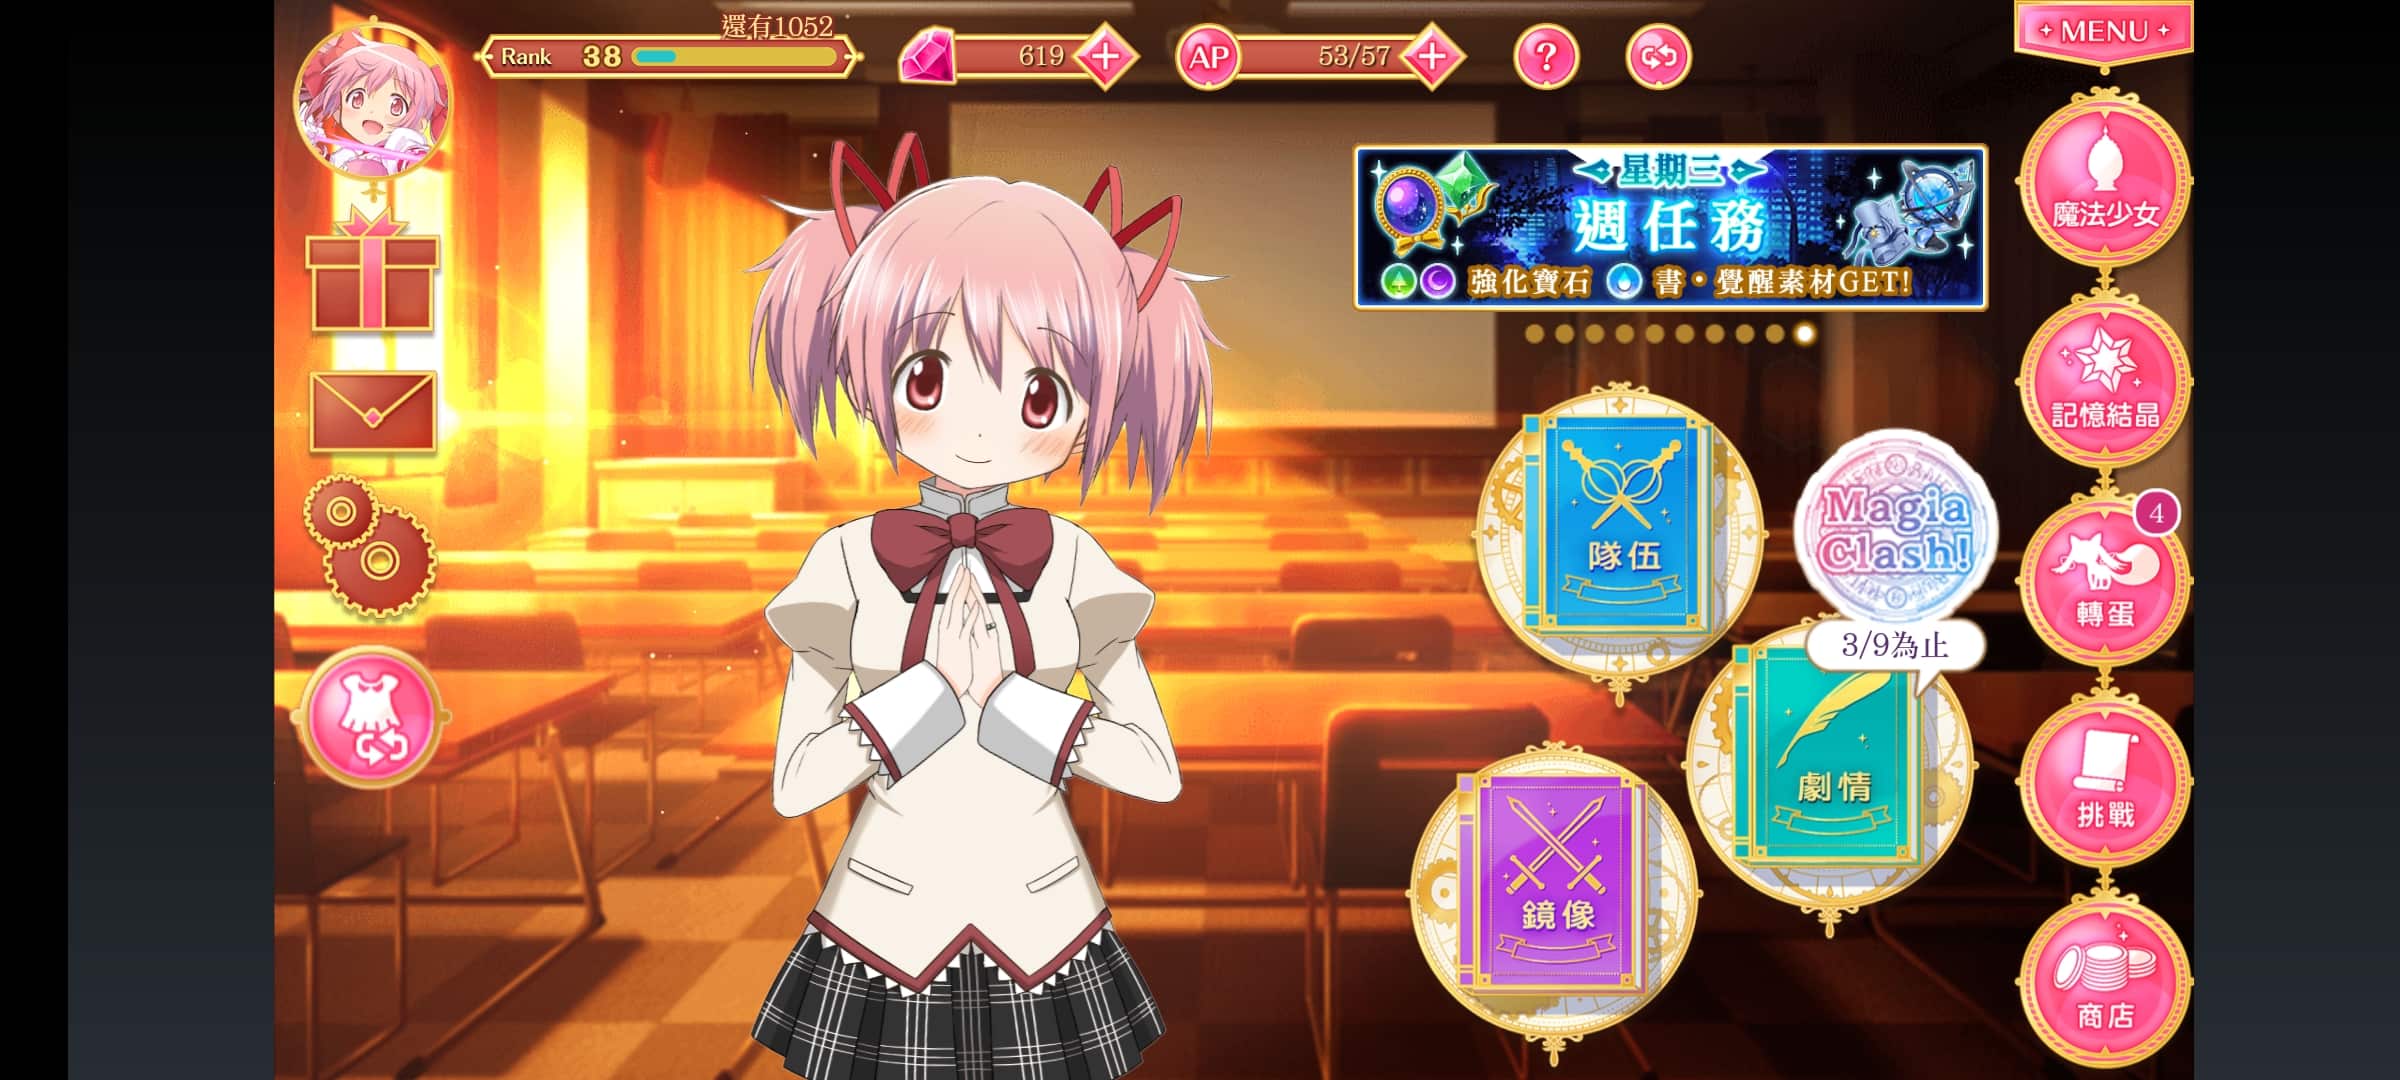 還有1052
Rank 38
619
AP
53/57
?
MENU
星期三
週任務
強化寶石 書・覺醒素材GET!
魔法少女
記憶結晶
隊伍
Magia
Clash!
4
轉蛋
3/9為止
劇情
挑戰
鏡像
商店